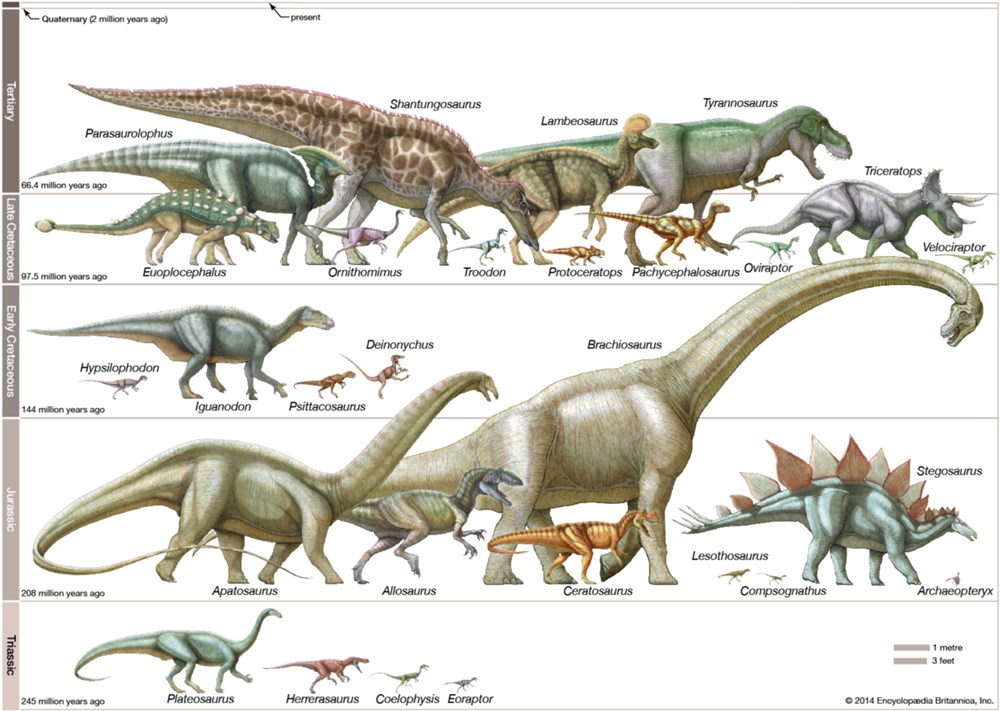 Quaternary (2 million years ago)
present
Tertiary
Shantungosaurus
Tyrannosaurus
Lambeosaurus
Parasaurolophus
Triceratops
66.4 million years ago
Late Cretaceous
Velociraptor
Euoplocephalus
Ornithomimus
Troodon
Protoceratops
Pachycephalosaurus
Oviraptor
97.5 million years ago
Early Cretaceous
Deinonychus
Brachiosaurus
Hypsilophodon
Iguanodon
Psittacosaurus
144 million years ago
Jurassic
Stegosaurus
Lesothosaurus
Apatosaurus
Allosaurus
Ceratosaurus
Compsognathus
Archaeopteryx
208 million years ago
Triassic
1 metre
3 feet
Plateosaurus
Herrerasaurus
Coelophysis
Eoraptor
245 million years ago
© 2014 Encyclopædia Britannica, Inc.